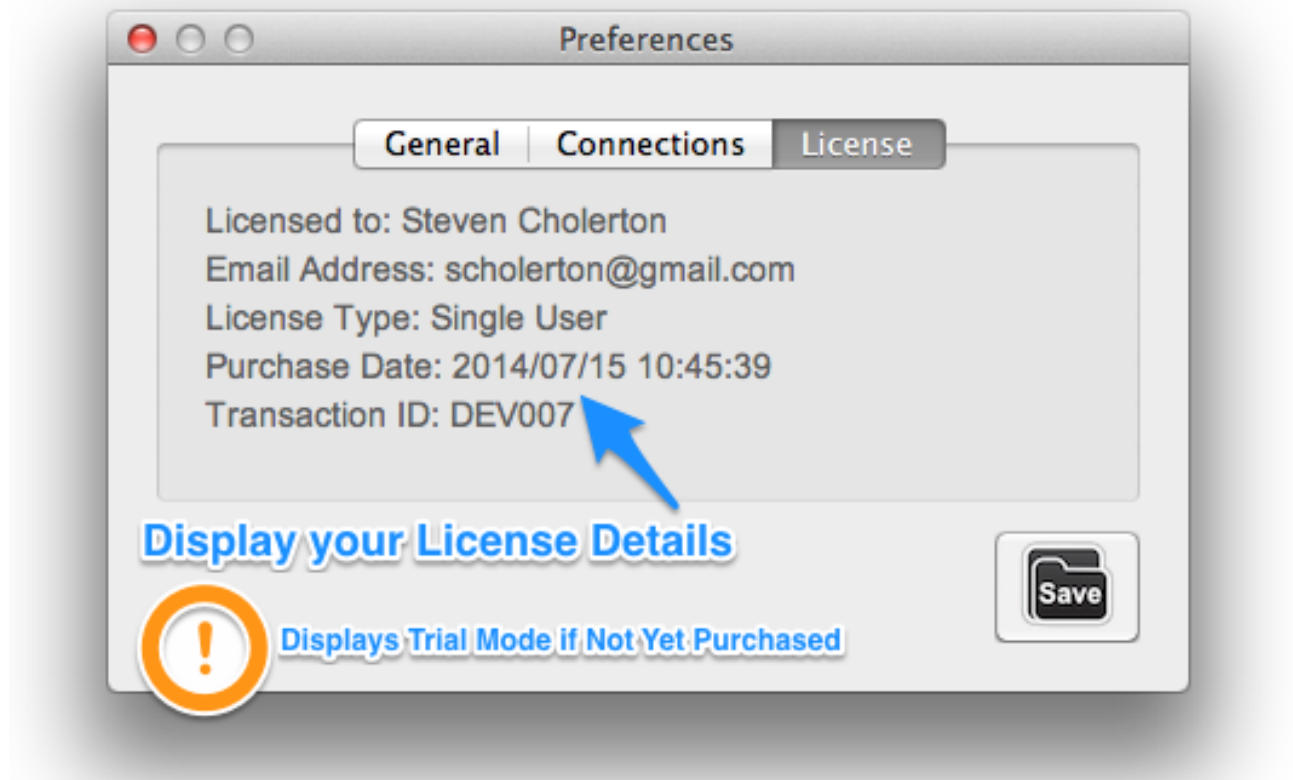 Preferences
General Connections License
Licensed to: Steven Cholerton
Email Address: scholerton@gmail.com
License Type: Single User
Purchase Date: 2014/07/15 10:45:39
Transaction ID: DEV007
Display your License Details
Save
! Displays Trial Mode if Not Yet Purchased